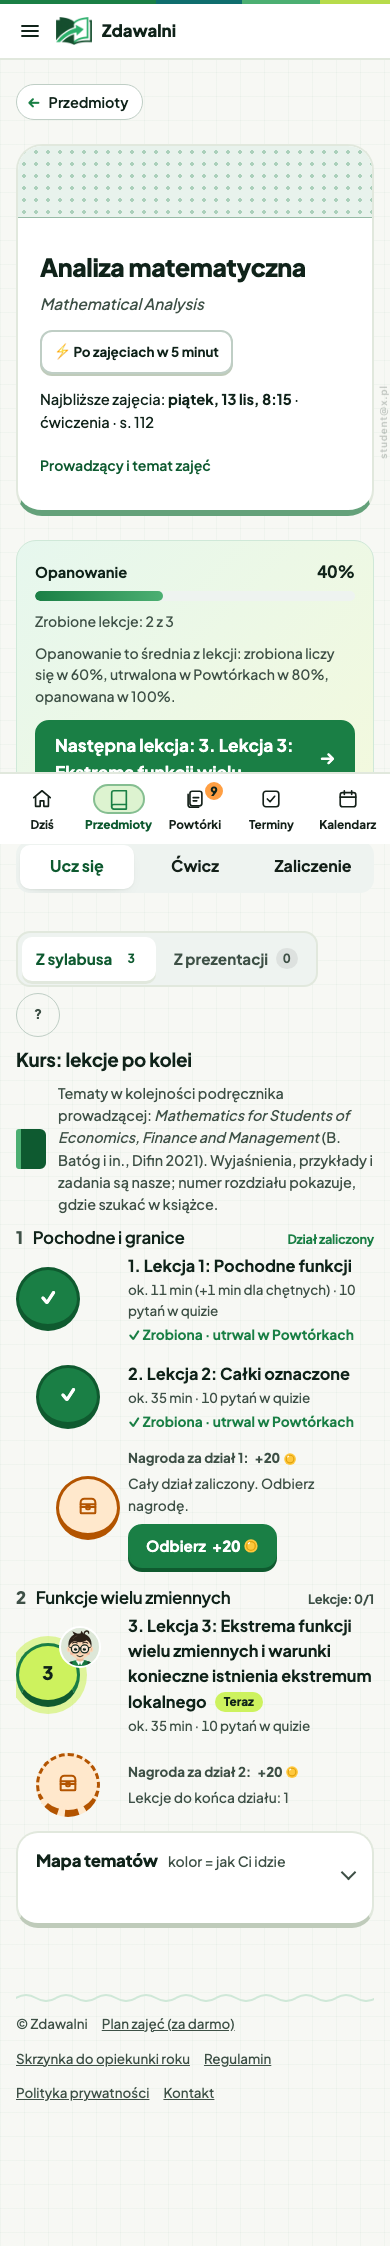 Zdawalni
← Przedmioty
Analiza matematyczna
Mathematical Analysis
⚡ Po zajęciach w 5 minut
Najbliższe zajęcia: piątek, 13 lis, 8:15 ·
ćwiczenia · s. 112
Prowadzący i temat zajęć
student@x.pl
Opanowanie 40%
Zrobione lekcje: 2 z 3
Opanowanie to średnia z lekcji: zrobiona liczy
się w 60%, utrwalona w Powtórkach w 80%,
opanowana w 100%.
Następna lekcja: 3. Lekcja 3: →
Ekstrema funkcji wielu
9
Dziś Przedmioty Powtórki Terminy Kalendarz
Ucz się Ćwicz Zaliczenie
Z sylabusa 3 Z prezentacji 0
?
Kurs: lekcje po kolei
Tematy w kolejności podręcznika
prowadzącej: Mathematics for Students of
Economics, Finance and Management (B.
Batóg i in., Difin 2021). Wyjaśnienia, przykłady i
zadania są nasze; numer rozdziału pokazuje,
gdzie szukać w książce.
1 Pochodne i granice Dział zaliczony
1. Lekcja 1: Pochodne funkcji
ok. 11 min (+1 min dla chętnych) · 10
pytań w quizie
✓ Zrobiona · utrwal w Powtórkach
2. Lekcja 2: Całki oznaczone
ok. 35 min · 10 pytań w quizie
✓ Zrobiona · utrwal w Powtórkach
Nagroda za dział 1: +20
Cały dział zaliczony. Odbierz
nagrodę.
Odbierz +20
2 Funkcje wielu zmiennych Lekcje: 0/1
3
3. Lekcja 3: Ekstrema funkcji
wielu zmiennych i warunki
konieczne istnienia ekstremum
lokalnego Teraz
ok. 35 min · 10 pytań w quizie
Nagroda za dział 2: +20
Lekcje do końca działu: 1
Mapa tematów kolor = jak Ci idzie
© Zdawalni Plan zajęć (za darmo)
Skrzynka do opiekunki roku Regulamin
Polityka prywatności Kontakt